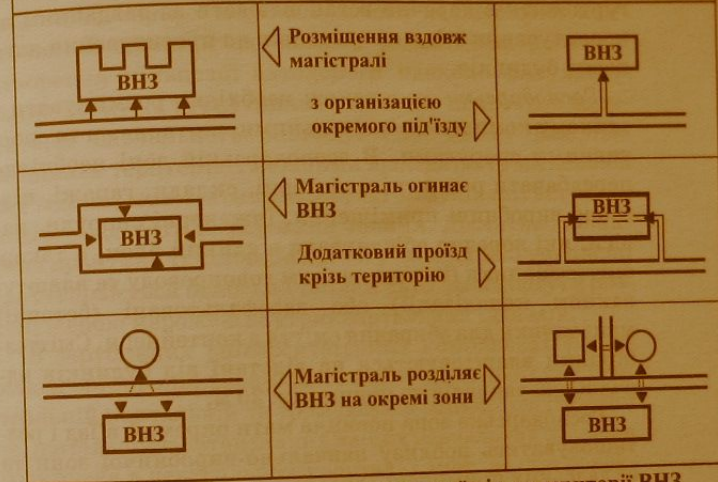 ВНЗ
Розміщення вздовж
магістралі
з організацією
окремого під'їзду
ВНЗ
ВНЗ
Магістраль огинає
ВНЗ
Додатковий проїзд
крізь територію
ВНЗ
ВНЗ
Магістраль розділяє
ВНЗ на окремі зони
ВНЗ
ВНЗ